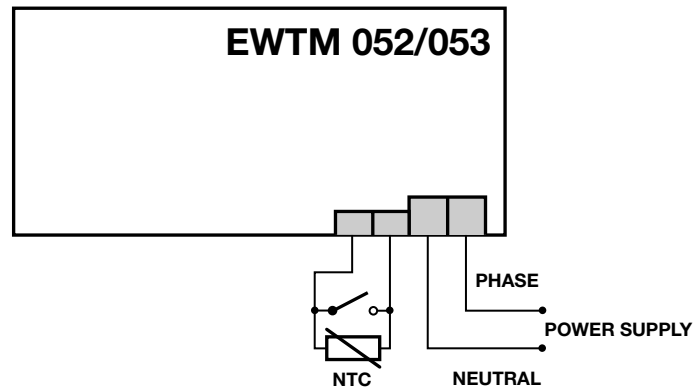 EWTM 052/053
PHASE
POWER SUPPLY
NTC
NEUTRAL